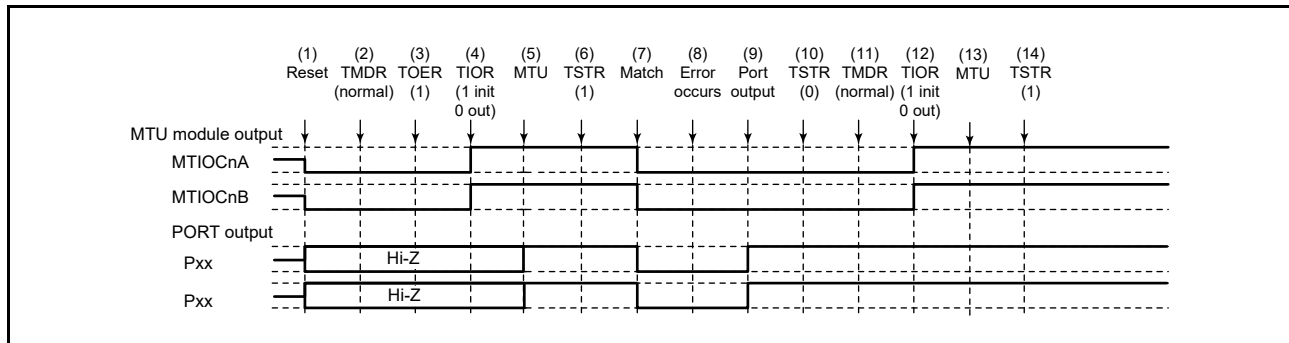 (1) (2) (3) (4) (5) (6) (7) (8) (9) (10) (11) (12) (13) (14)
Reset TMDR TOER TIOR MTU TSTR Match Error Port TSTR TMDR TIOR MTU TSTR
(normal) (1) (1 init (1) occurs output (0) (normal) (1 init (1)
0 out) 0 out)
MTU module output
MTIOCnA
MTIOCnB
PORT output
Pxx Hi-Z
Pxx Hi-Z